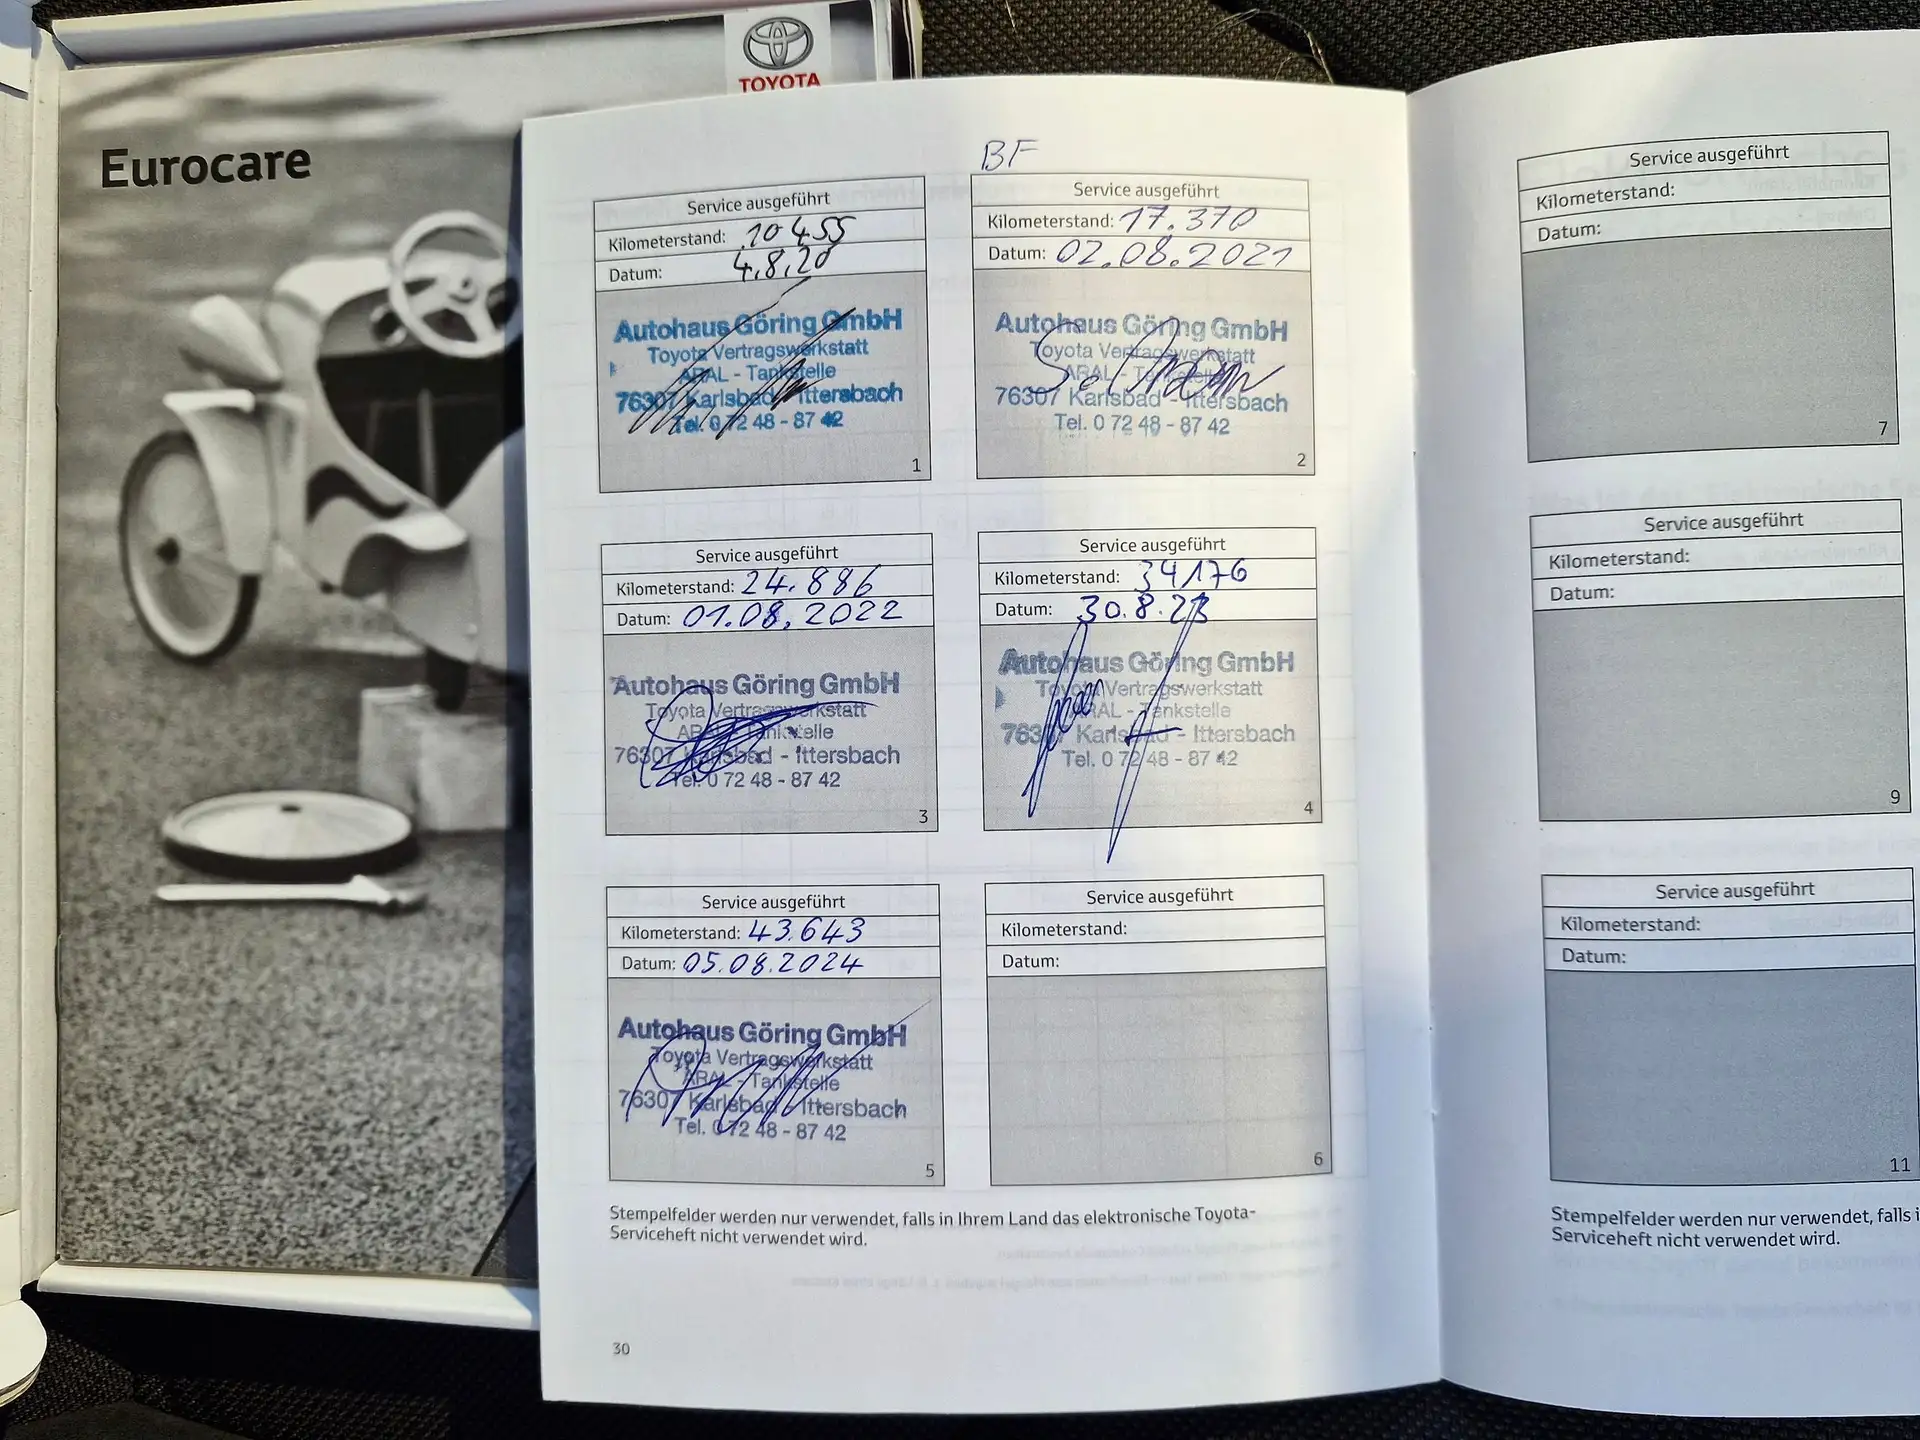 TOYOTA
Eurocare
BF
Service ausgeführt
Kilometerstand: 10 455
Datum: 4.8.20
Autohaus Göring GmbH
Toyota Vertragswerkstatt
ARAL - Tankstelle
76307 Karlsbad - Ittersbach
Tel. 0 72 48 - 87 42
1
Service ausgeführt
Kilometerstand: 17.370
Datum: 02.08.2021
Autohaus Göring GmbH
Toyota Vertragswerkstatt
ARAL - Tankstelle
76307 Karlsbad - Ittersbach
Tel. 0 72 48 - 87 42
2
Service ausgeführt
Kilometerstand: 24.886
Datum: 01.08.2022
Autohaus Göring GmbH
Toyota Vertragswerkstatt
ARAL - Tankstelle
76307 Karlsbad - Ittersbach
Tel. 0 72 48 - 87 42
3
Service ausgeführt
Kilometerstand: 34176
Datum: 30.8.23
Autohaus Göring GmbH
Toyota Vertragswerkstatt
ARAL - Tankstelle
76307 Karlsbad - Ittersbach
Tel. 0 72 48 - 87 42
4
Service ausgeführt
Kilometerstand: 43.643
Datum: 05.08.2024
Autohaus Göring GmbH
Toyota Vertragswerkstatt
ARAL - Tankstelle
76307 Karlsbad - Ittersbach
Tel. 0 72 48 - 87 42
5
Service ausgeführt
Kilometerstand:
Datum:
6
Stempelfelder werden nur verwendet, falls in Ihrem Land das elektronische Toyota-
Serviceheft nicht verwendet wird.
30
Service ausgeführt
Kilometerstand:
Datum:
7
Service ausgeführt
Kilometerstand:
Datum:
9
Service ausgeführt
Kilometerstand:
Datum:
11
Stempelfelder werden nur verwendet, falls i
Serviceheft nicht verwendet wird.